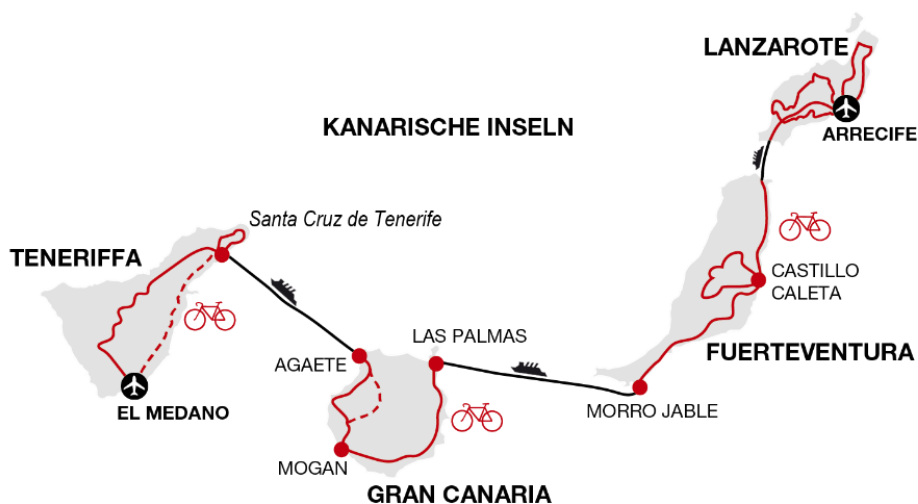 LANZAROTE
KANARISCHE INSELN
ARRECIFE
Santa Cruz de Tenerife
TENERIFFA
CASTILLO
CALETA
LAS PALMAS
AGAETE
FUERTEVENTURA
EL MEDANO
MORRO JABLE
MOGAN
GRAN CANARIA